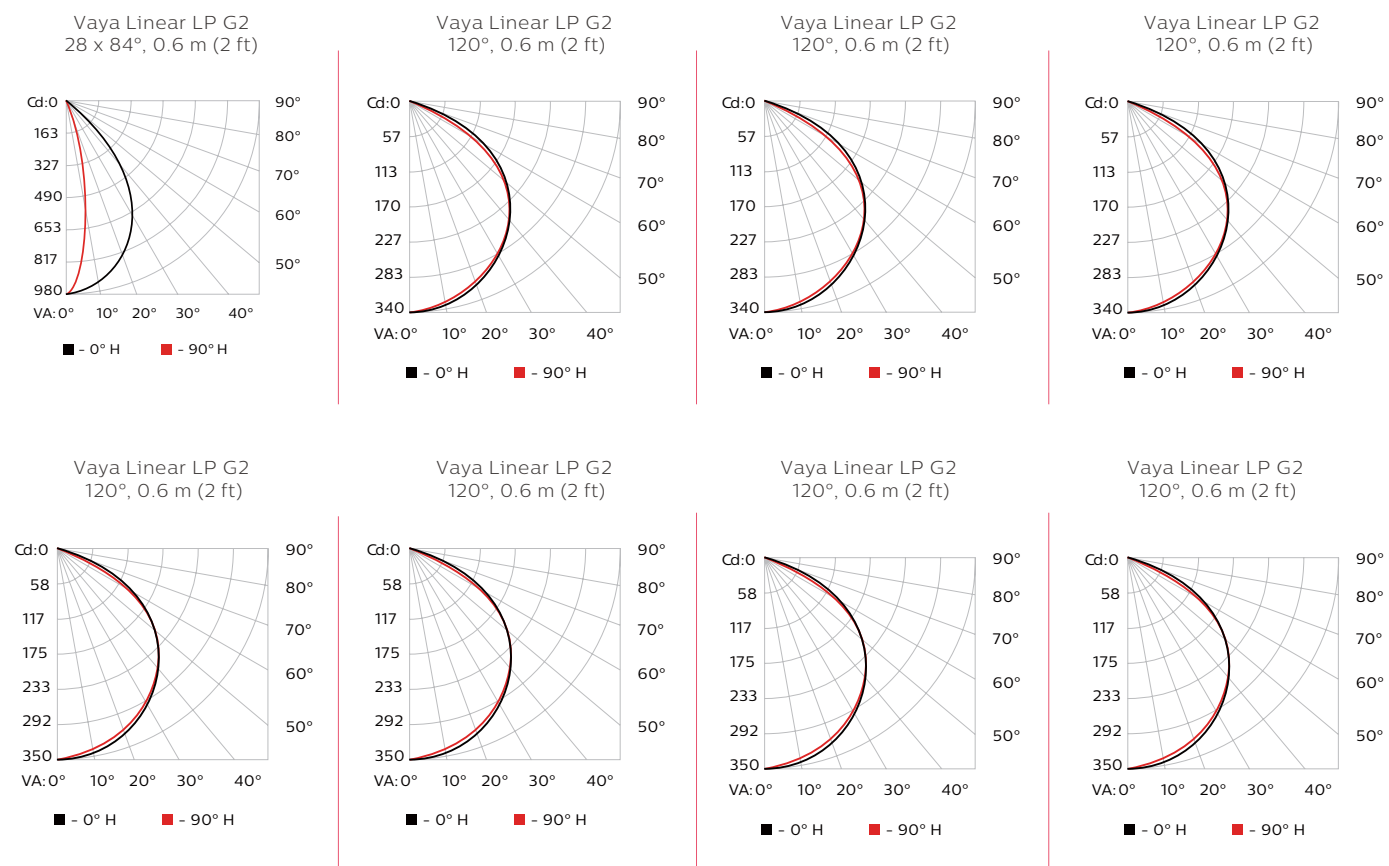 Vaya Linear LP G2
28 x 84°, 0.6 m (2 ft)
Cd:0
163
327
490
653
817
980
90°
80°
70°
60°
50°
VA: 0° 10° 20° 30° 40°
- 0° H - 90° H
Vaya Linear LP G2
120°, 0.6 m (2 ft)
Cd:0
57
113
170
227
283
340
90°
80°
70°
60°
50°
VA:0° 10° 20° 30° 40°
- 0° H - 90° H
Vaya Linear LP G2
120°, 0.6 m (2 ft)
Cd:0
57
113
170
227
283
340
90°
80°
70°
60°
50°
VA:0° 10° 20° 30° 40°
- 0° H - 90° H
Vaya Linear LP G2
120°, 0.6 m (2 ft)
Cd:0
57
113
170
227
283
340
90°
80°
70°
60°
50°
VA:0° 10° 20° 30° 40°
- 0° H - 90° H
Vaya Linear LP G2
120°, 0.6 m (2 ft)
Cd:0
58
117
175
233
292
350
90°
80°
70°
60°
50°
VA:0° 10° 20° 30° 40°
- 0° H - 90° H
Vaya Linear LP G2
120°, 0.6 m (2 ft)
Cd:0
58
117
175
233
292
350
90°
80°
70°
60°
50°
VA:0° 10° 20° 30° 40°
- 0° H - 90° H
Vaya Linear LP G2
120°, 0.6 m (2 ft)
Cd:0
58
117
175
233
292
350
90°
80°
70°
60°
50°
VA:0° 10° 20° 30° 40°
- 0° H - 90° H
Vaya Linear LP G2
120°, 0.6 m (2 ft)
Cd:0
58
117
175
233
292
350
90°
80°
70°
60°
50°
VA:0° 10° 20° 30° 40°
- 0° H - 90° H